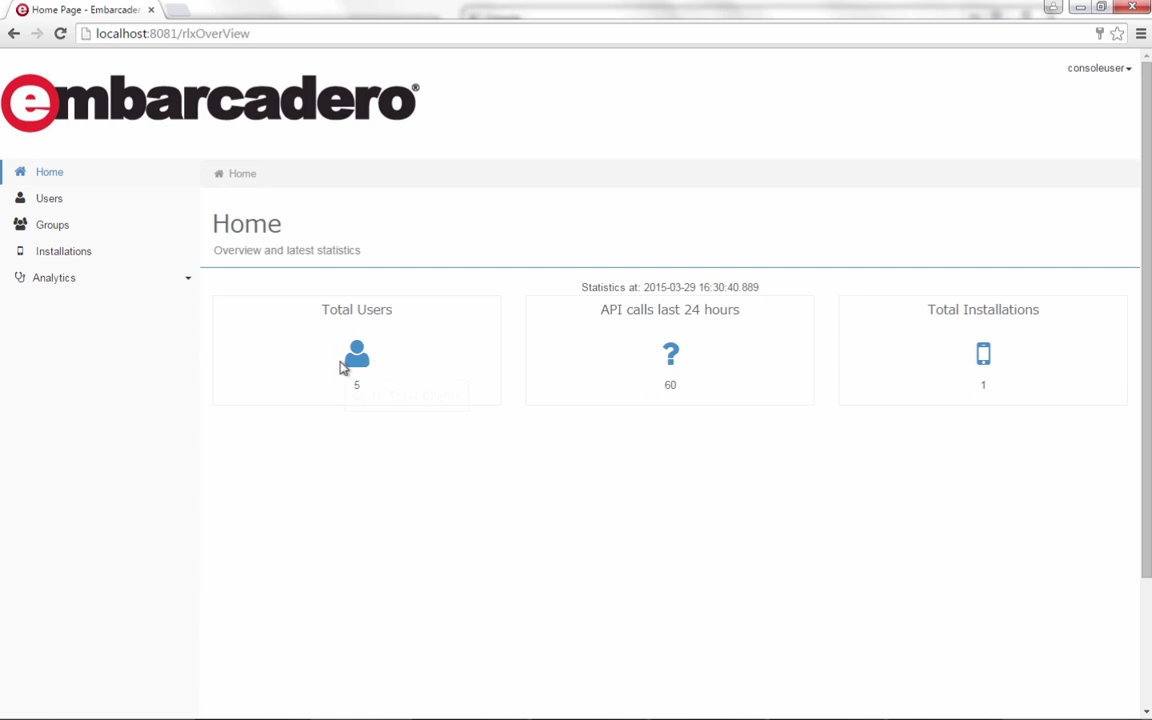 Home Page - Embarcader
localhost:8081/rlxOverView
consoleuser
embarcadero®
Home
Users
Groups
Installations
Analytics
Home
Home
Overview and latest statistics
Statistics at: 2015-03-29 16:30:40.889
Total Users
5
API calls last 24 hours
?
60
Total Installations
1